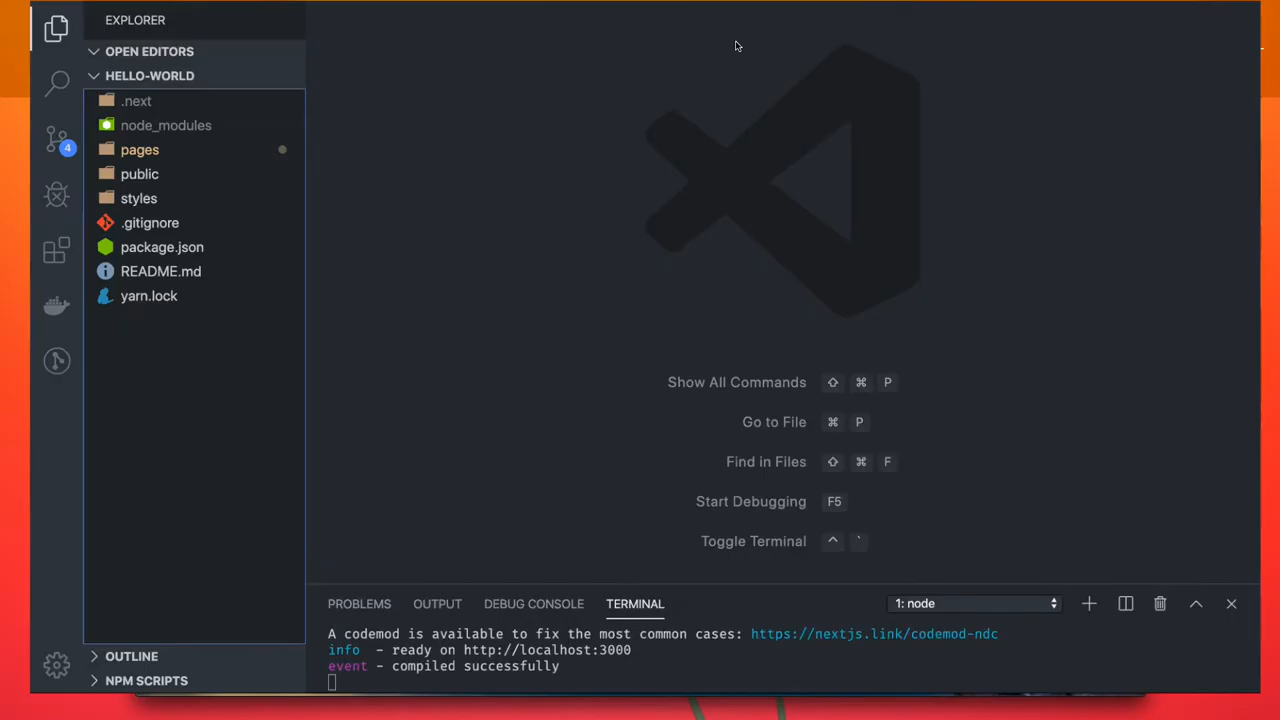 EXPLORER
OPEN EDITORS
HELLO-WORLD
.next
node_modules
4
pages
public
styles
.gitignore
package.json
README.md
yarn.lock
OUTLINE
NPM SCRIPTS
Show All Commands ⇧ ⌘ P
Go to File ⌘ P
Find in Files ⇧ ⌘ F
Start Debugging F5
Toggle Terminal ^ `
PROBLEMS OUTPUT DEBUG CONSOLE TERMINAL 1: node
A codemod is available to fix the most common cases: https://nextjs.link/codemod-ndc
info - ready on http://localhost:3000
event - compiled successfully